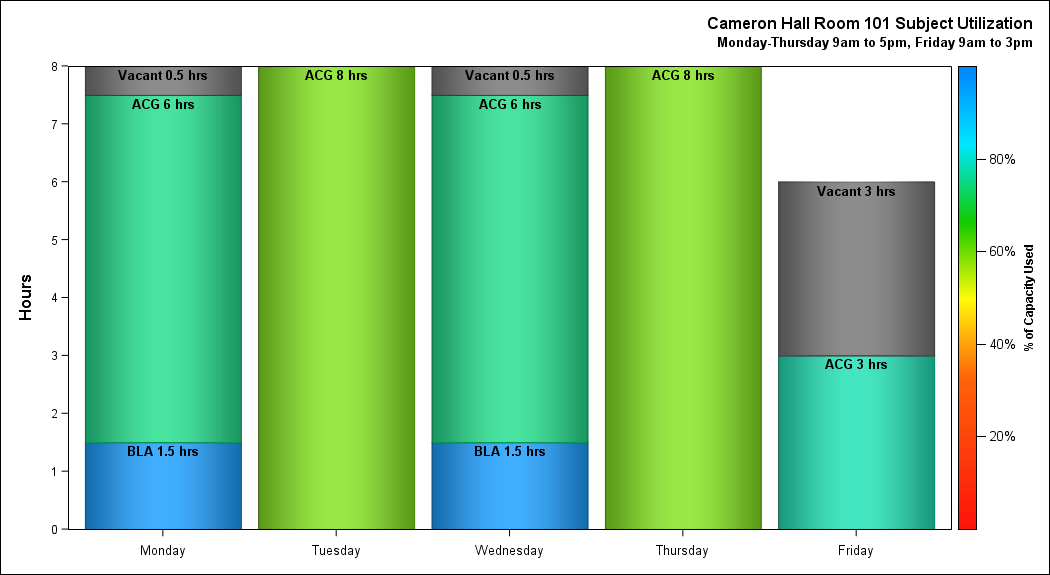 Cameron Hall Room 101 Subject Utilization
Monday-Thursday 9am to 5pm, Friday 9am to 3pm
Hours
8
7
6
5
4
3
2
1
0
Vacant 0.5 hrs
ACG 6 hrs
BLA 1.5 hrs
ACG 8 hrs
Vacant 0.5 hrs
ACG 6 hrs
BLA 1.5 hrs
ACG 8 hrs
Vacant 3 hrs
ACG 3 hrs
Monday
Tuesday
Wednesday
Thursday
Friday
80%
60%
40%
20%
% of Capacity Used